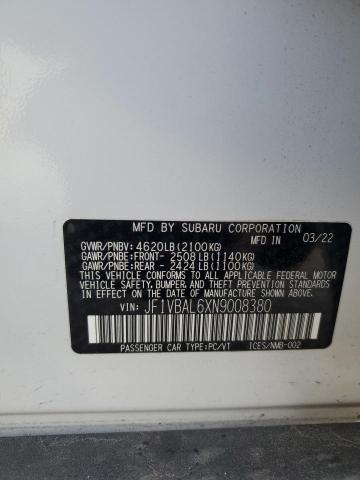 MFD BY SUBARU CORPORATION
GVWR/PNBV: 4620LB(2100KG) 03/22
GAWR/PNBE:FRONT- 2508LB(1140KG)
GAWR/PNBE:REAR - 2424LB(1100KG)
THIS VEHICLE CONFORMS TO ALL APPLICABLE FEDERAL MOTOR
VEHICLE SAFETY, BUMPER, AND THEFT PREVENTION STANDARDS
IN EFFECT ON THE DATE OF MANUFACTURE SHOWN ABOVE.
VIN: JF1VBAL6XN9008380
PASSENGER CAR TYPE:PC/VT ICES/NMB-002